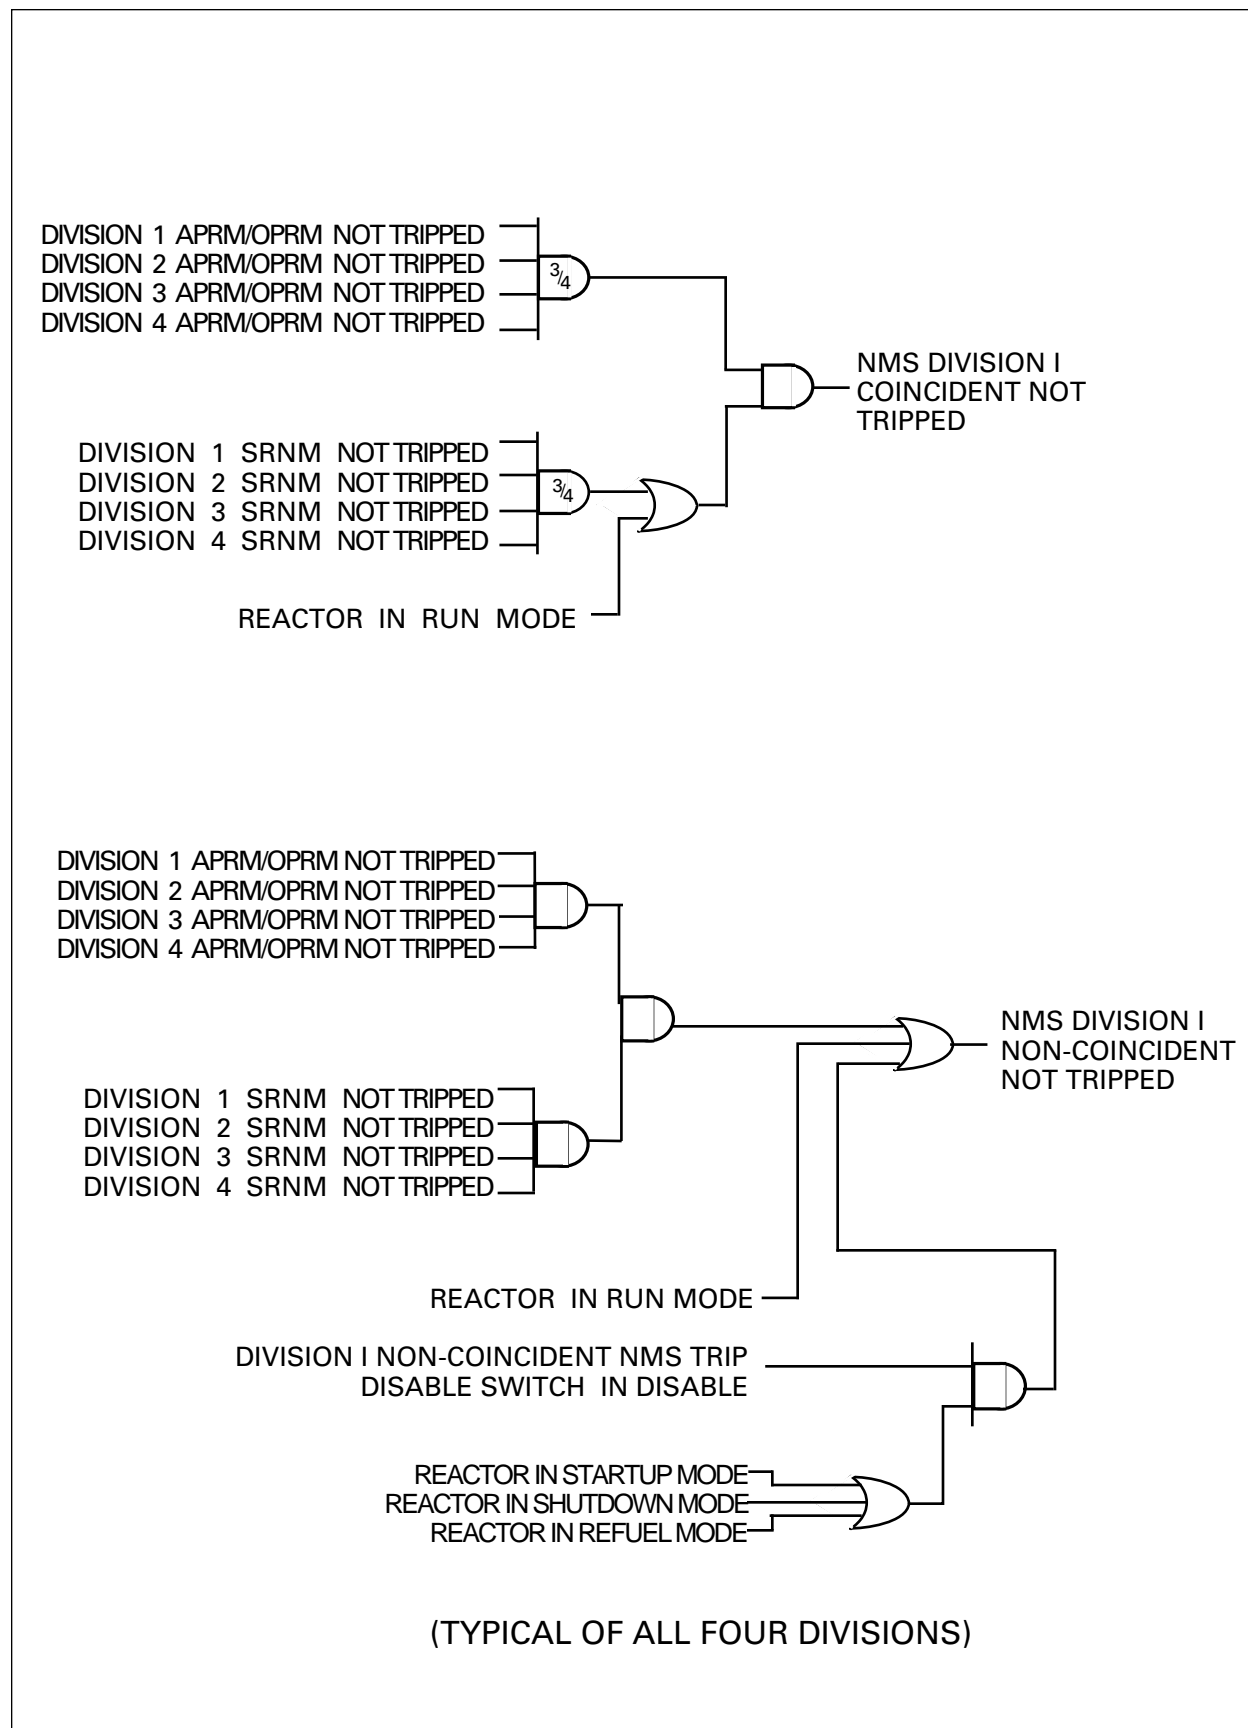 DIVISION 1 APRM/OPRM NOT TRIPPED
DIVISION 2 APRM/OPRM NOT TRIPPED
DIVISION 3 APRM/OPRM NOT TRIPPED
DIVISION 4 APRM/OPRM NOT TRIPPED
3/4
NMS DIVISION I
COINCIDENT NOT
TRIPPED
DIVISION 1 SRNM NOT TRIPPED
DIVISION 2 SRNM NOT TRIPPED
DIVISION 3 SRNM NOT TRIPPED
DIVISION 4 SRNM NOT TRIPPED
3/4
REACTOR IN RUN MODE
DIVISION 1 APRM/OPRM NOT TRIPPED
DIVISION 2 APRM/OPRM NOT TRIPPED
DIVISION 3 APRM/OPRM NOT TRIPPED
DIVISION 4 APRM/OPRM NOT TRIPPED
NMS DIVISION I
NON-COINCIDENT
NOT TRIPPED
DIVISION 1 SRNM NOT TRIPPED
DIVISION 2 SRNM NOT TRIPPED
DIVISION 3 SRNM NOT TRIPPED
DIVISION 4 SRNM NOT TRIPPED
REACTOR IN RUN MODE
DIVISION I NON-COINCIDENT NMS TRIP
DISABLE SWITCH IN DISABLE
REACTOR IN STARTUP MODE
REACTOR IN SHUTDOWN MODE
REACTOR IN REFUEL MODE
(TYPICAL OF ALL FOUR DIVISIONS)